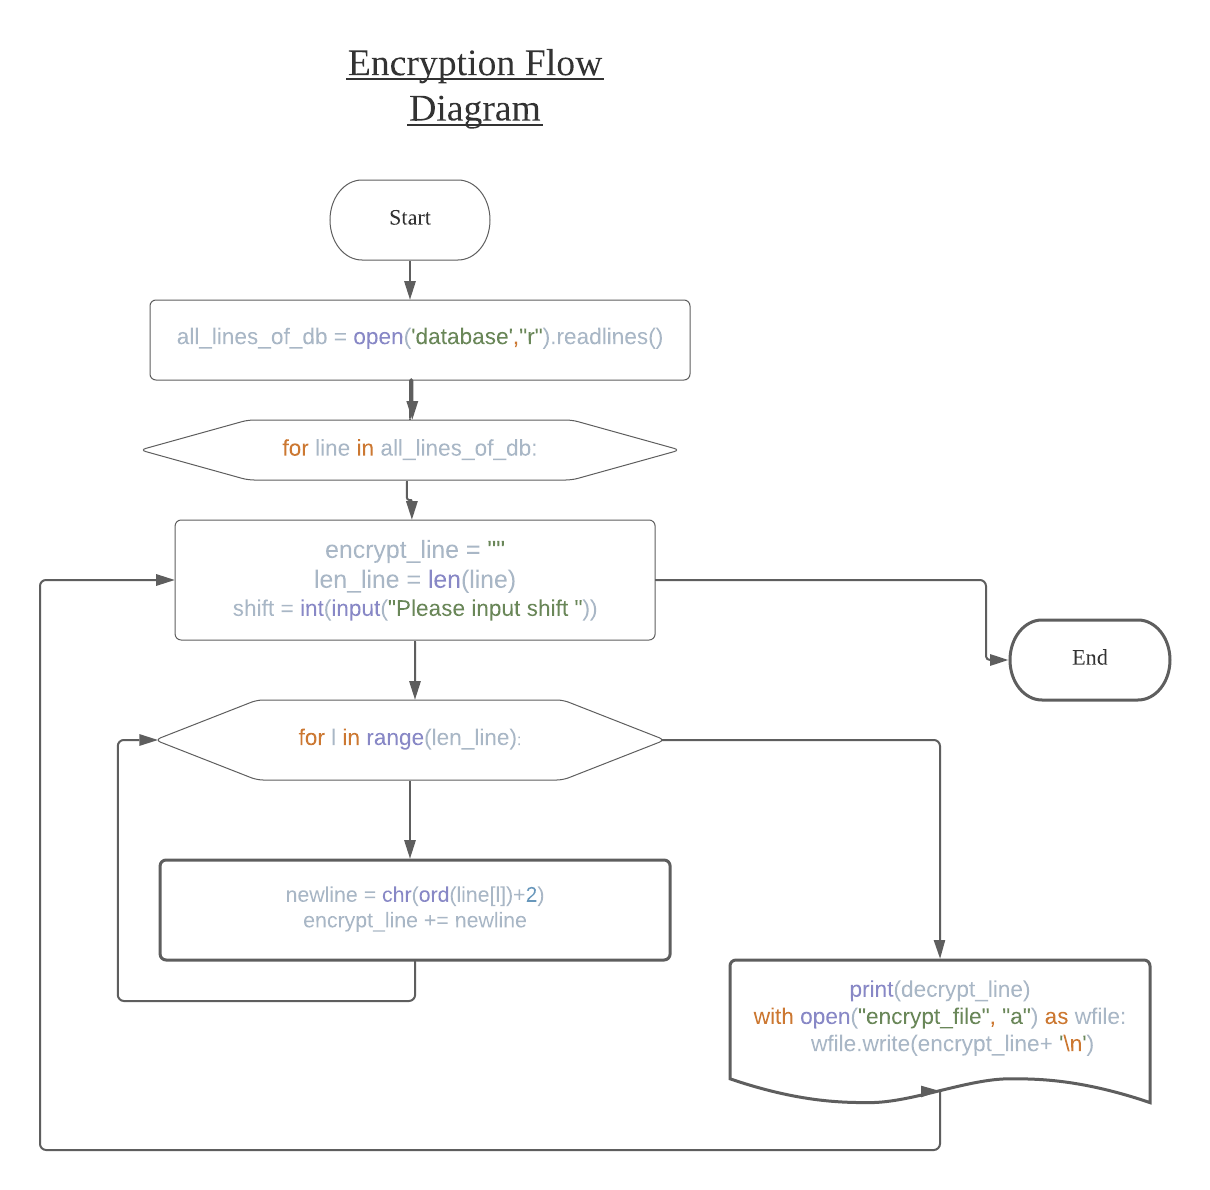 Encryption Flow
Diagram
Start
all_lines_of_db = open('database',"r").readlines()
for line in all_lines_of_db:
encrypt_line = ""
len_line = len(line)
shift = int(input("Please input shift "))
End
for l in range(len_line):
newline = chr(ord(line[l])+2)
encrypt_line += newline
print(decrypt_line)
with open("encrypt_file", "a") as wfile:
wfile.write(encrypt_line+ '\n')